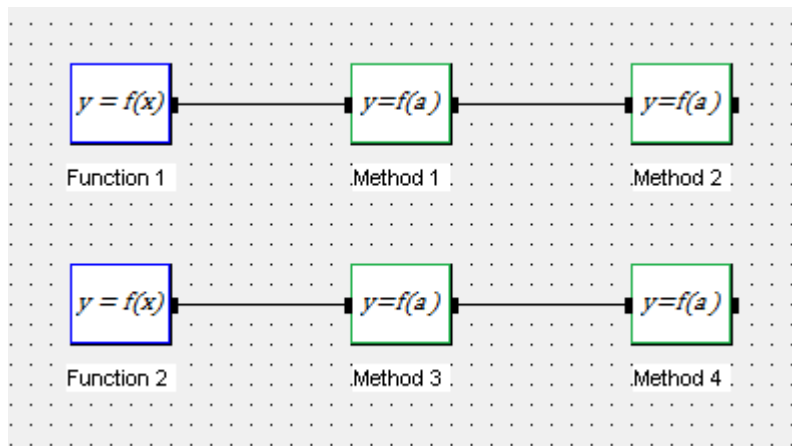 y = f(x) y=f(a) y=f(a)
Function 1 Method 1 Method 2
y = f(x) y=f(a) y=f(a)
Function 2 Method 3 Method 4